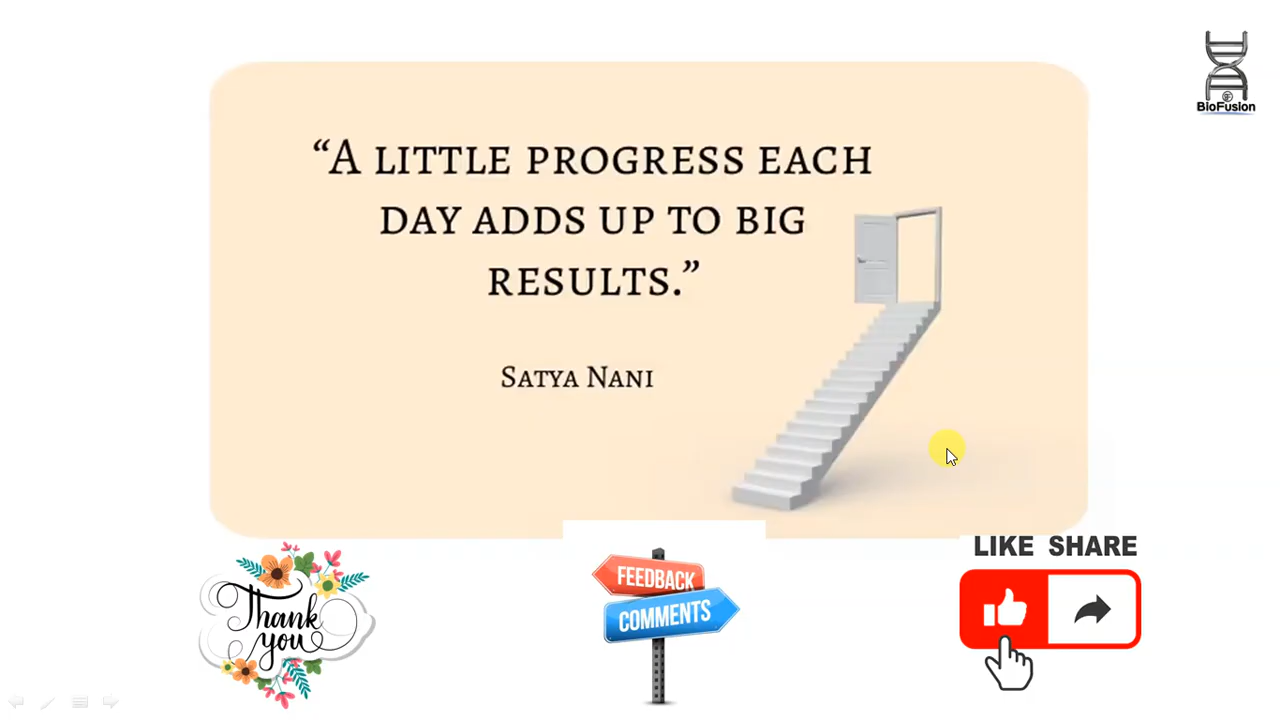 BioFusion
“A LITTLE PROGRESS EACH
DAY ADDS UP TO BIG
RESULTS.”
SATYA NANI
LIKE SHARE
Thank
you
FEEDBACK
COMMENTS